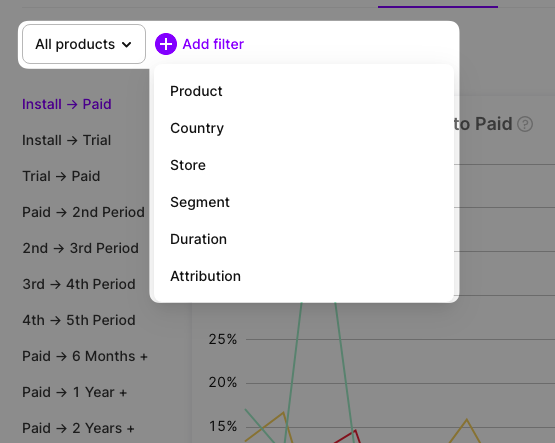 All products
Add filter
Product
Country
Store
Segment
Duration
Attribution
Install → Paid
Install → Trial
Trial → Paid
Paid → 2nd Period
2nd → 3rd Period
3rd → 4th Period
4th → 5th Period
Paid → 6 Months +
Paid → 1 Year +
Paid → 2 Years +
to Paid ?
25%
20%
15%